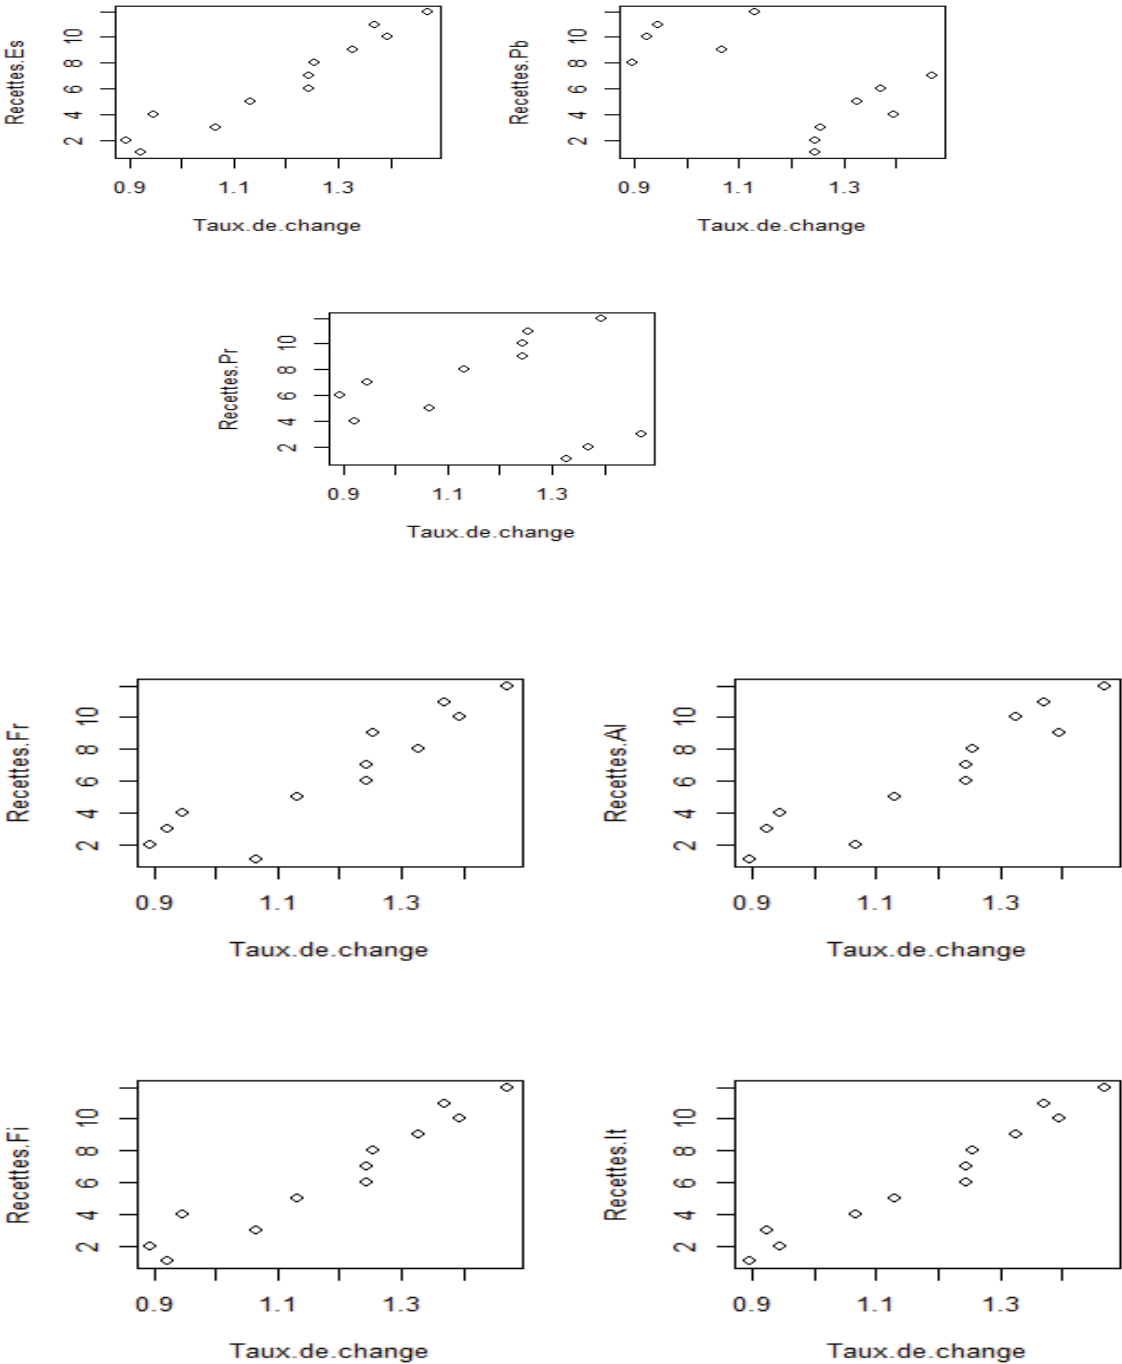 Recettes.Es
10
8
6
4
2
0.9 1.1 1.3
Taux.de.change
Recettes.Pb
10
8
6
4
2
0.9 1.1 1.3
Taux.de.change
Recettes.Pr
10
8
6
4
2
0.9 1.1 1.3
Taux.de.change
Recettes.Fr
10
8
6
4
2
0.9 1.1 1.3
Taux.de.change
Recettes.Al
10
8
6
4
2
0.9 1.1 1.3
Taux.de.change
Recettes.Fi
10
8
6
4
2
0.9 1.1 1.3
Taux.de.change
Recettes.It
10
8
6
4
2
0.9 1.1 1.3
Taux.de.change